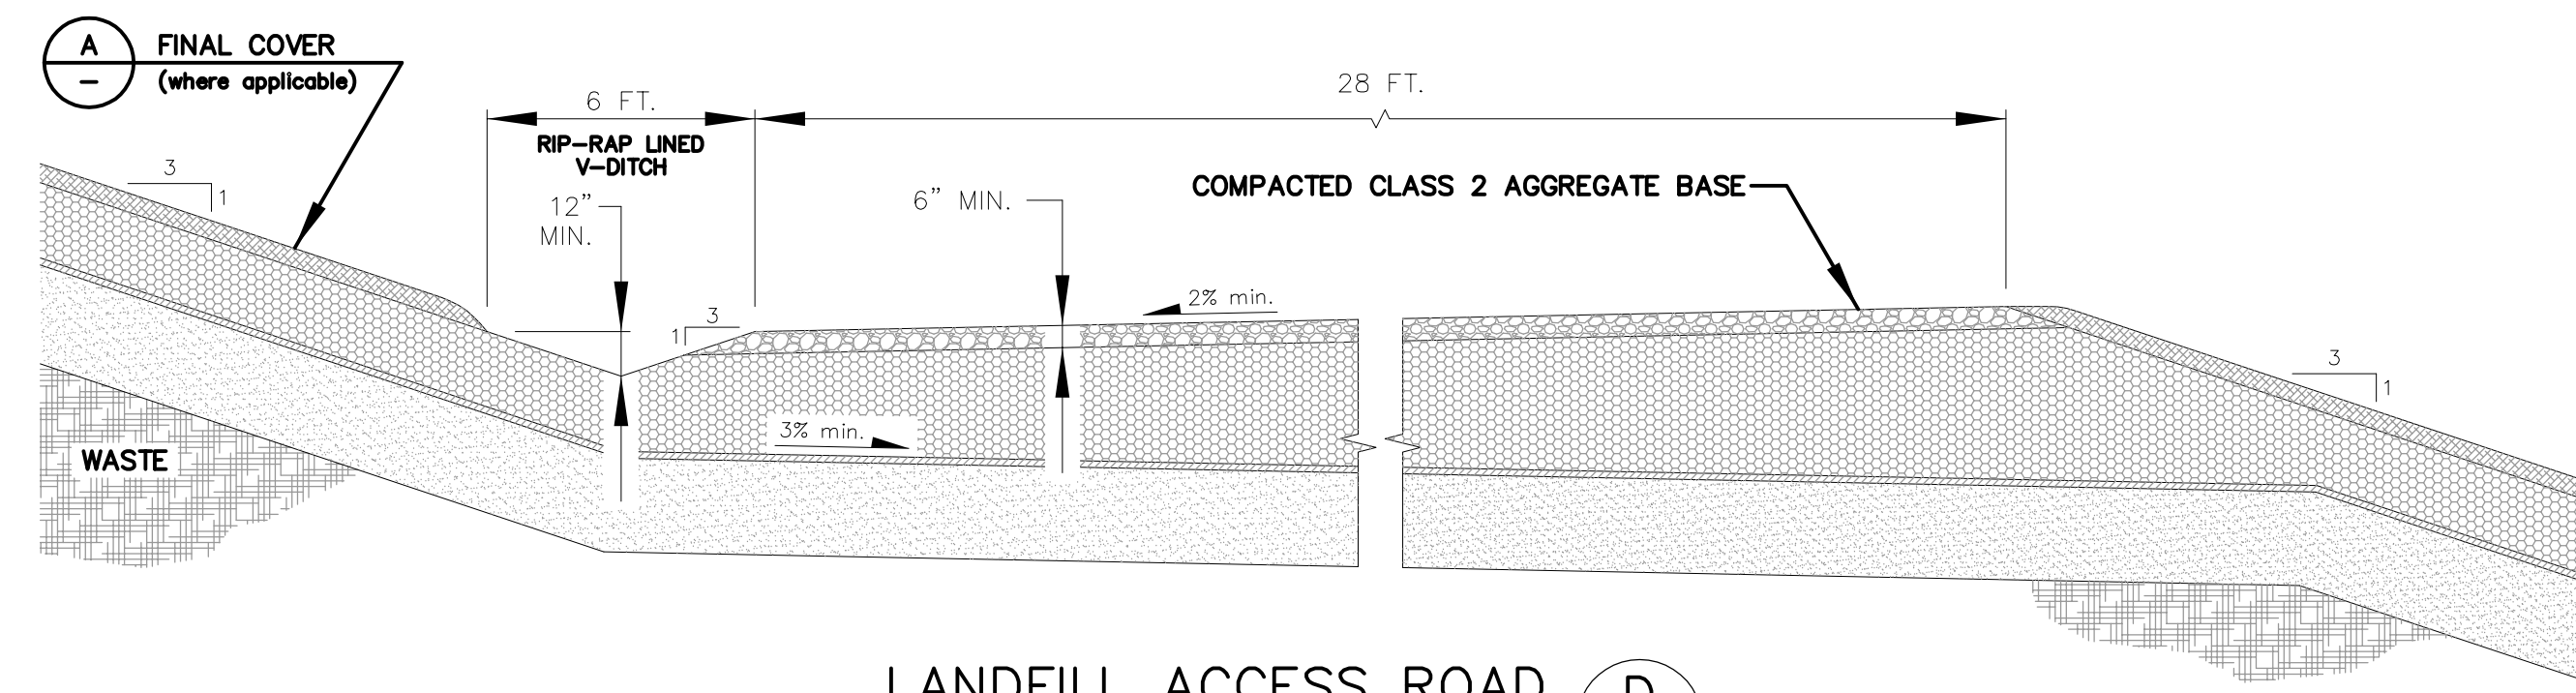 A
–
FINAL COVER
(where applicable)
6 FT.
28 FT.
RIP-RAP LINED
V-DITCH
3
1
12"
MIN.
6" MIN.
COMPACTED CLASS 2 AGGREGATE BASE
2% min.
3
1
3
1
3% min.
WASTE
LANDFILL ACCESS ROAD